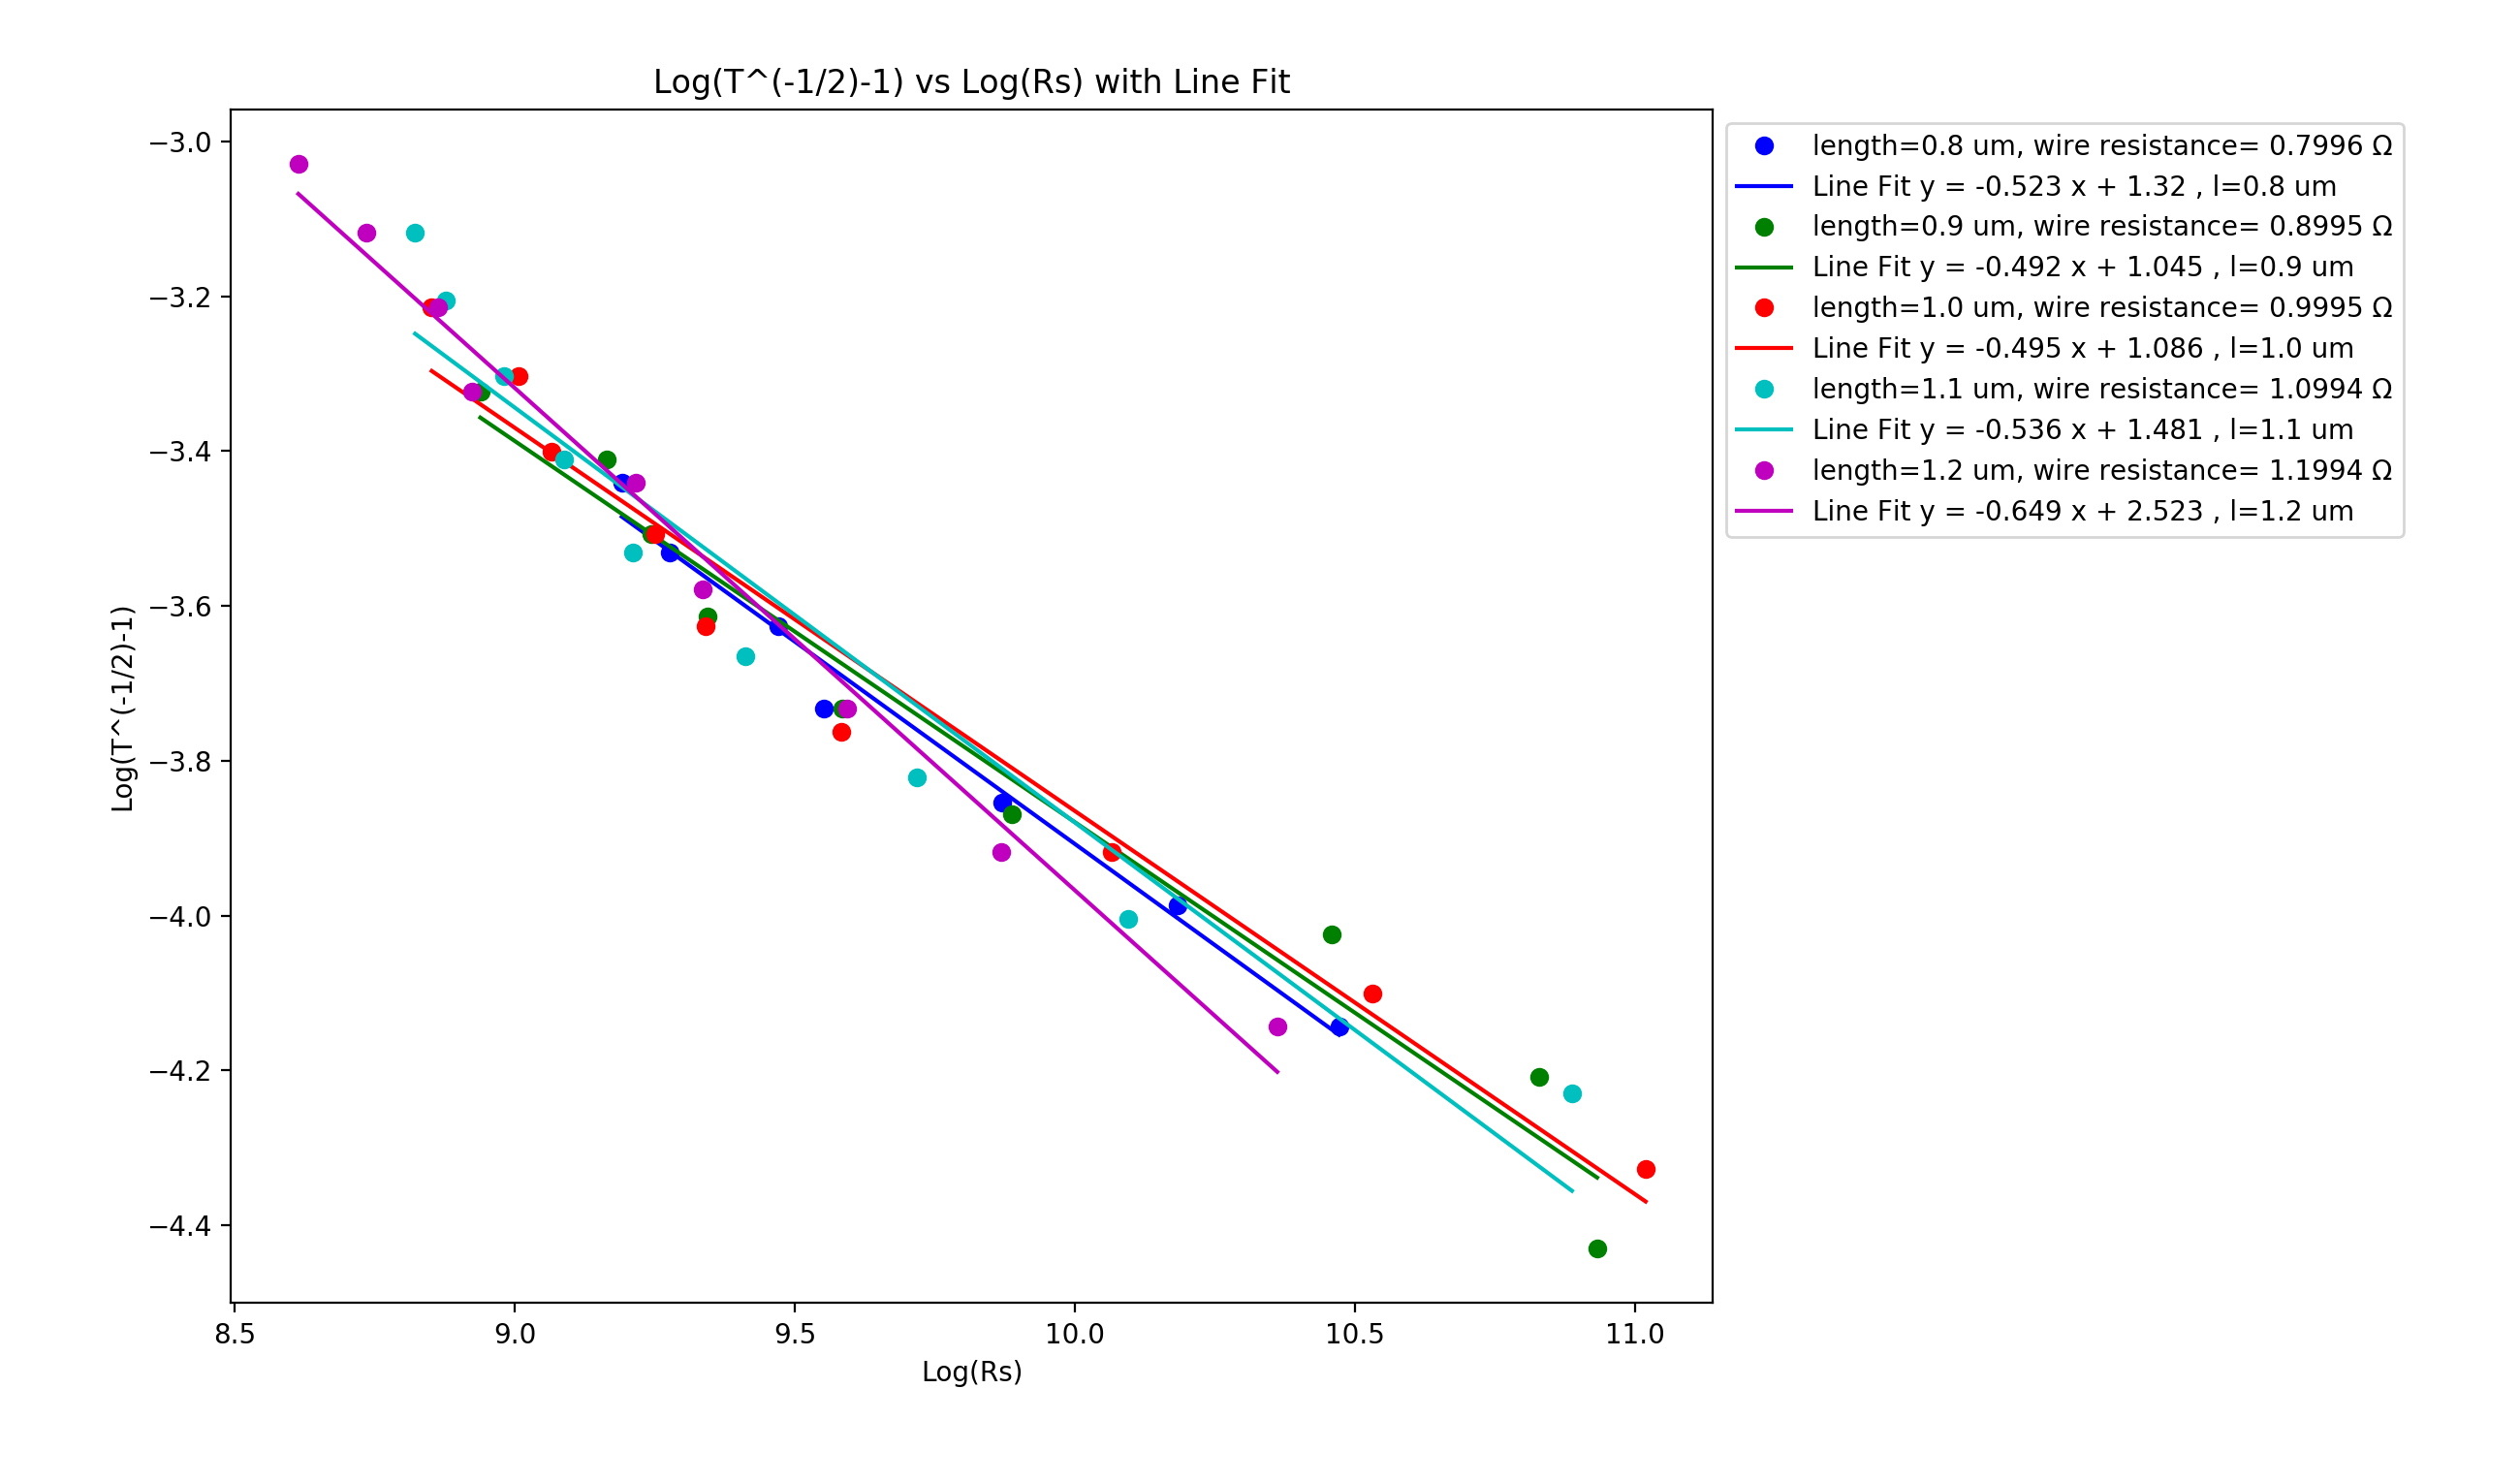 Log(T^(-1/2)-1) vs Log(Rs) with Line Fit
−3.0
−3.2
−3.4
−3.6
−3.8
−4.0
−4.2
−4.4
Log(T^(-1/2)-1)
8.5
9.0
9.5
10.0
10.5
11.0
Log(Rs)
length=0.8 um, wire resistance= 0.7996 Ω
Line Fit y = -0.523 x + 1.32 , l=0.8 um
length=0.9 um, wire resistance= 0.8995 Ω
Line Fit y = -0.492 x + 1.045 , l=0.9 um
length=1.0 um, wire resistance= 0.9995 Ω
Line Fit y = -0.495 x + 1.086 , l=1.0 um
length=1.1 um, wire resistance= 1.0994 Ω
Line Fit y = -0.536 x + 1.481 , l=1.1 um
length=1.2 um, wire resistance= 1.1994 Ω
Line Fit y = -0.649 x + 2.523 , l=1.2 um